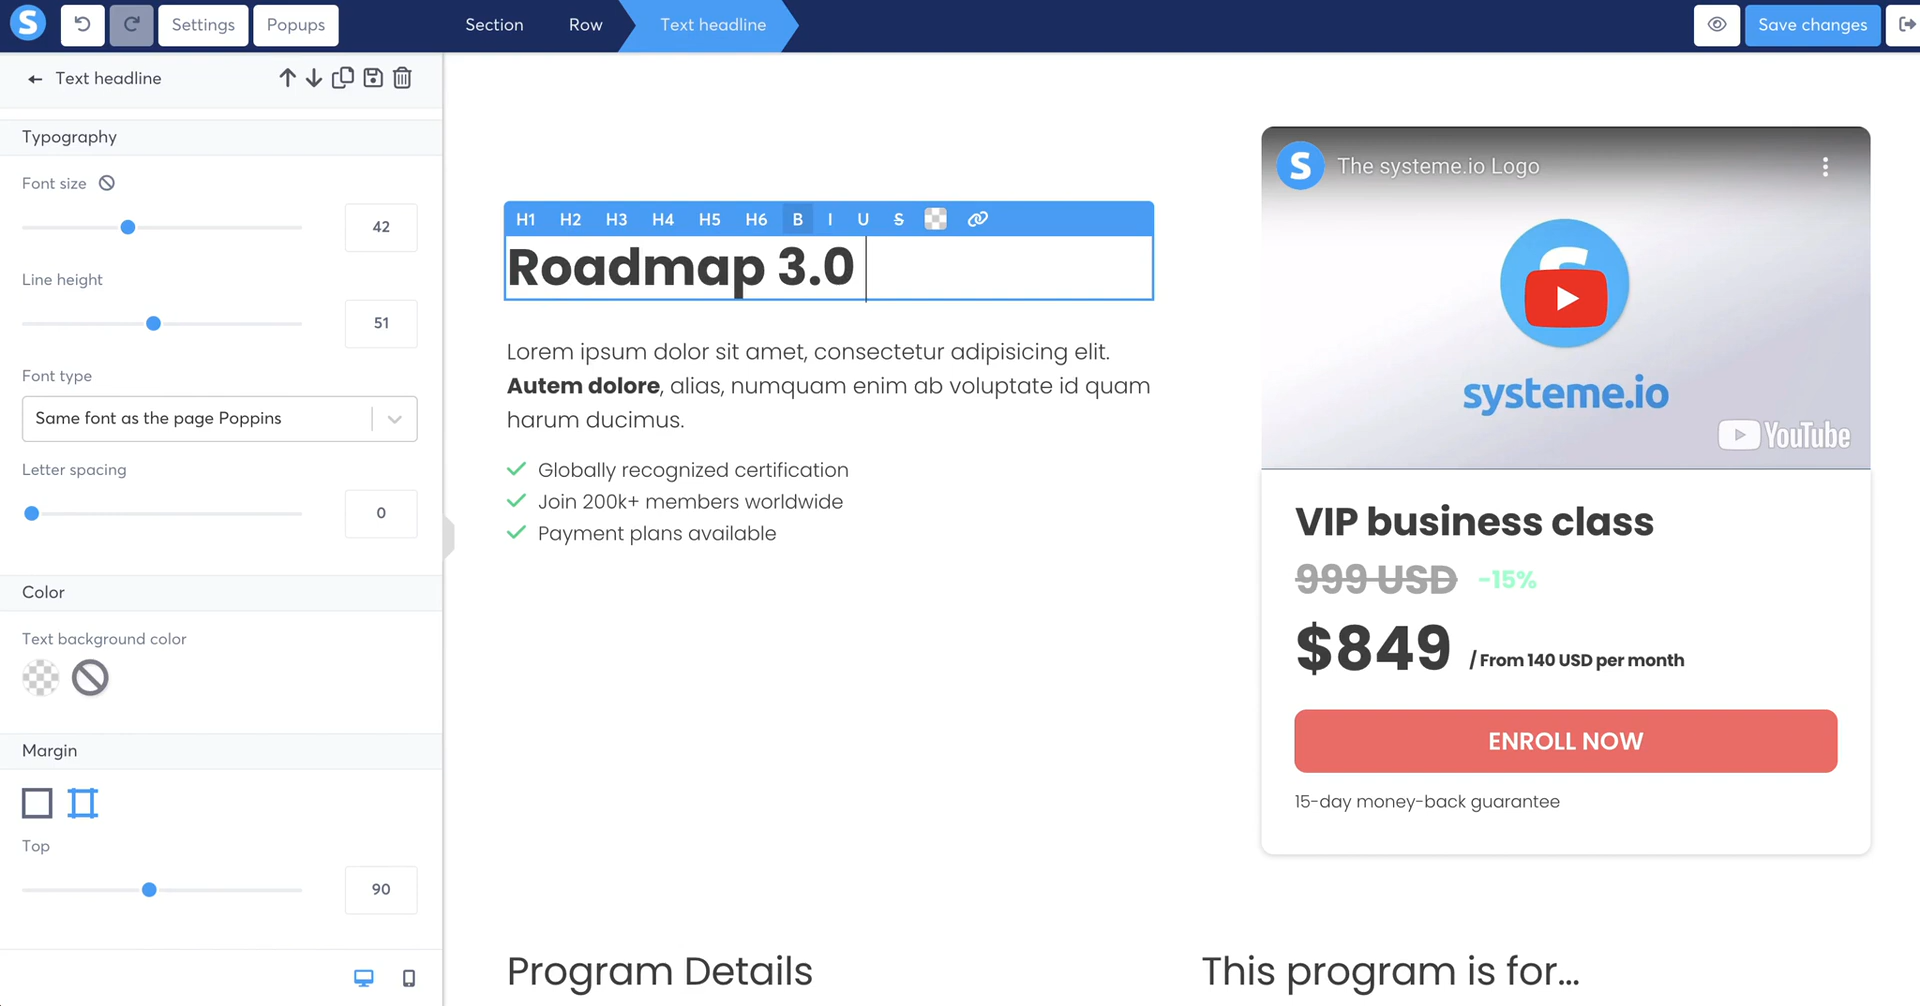 S
Settings
Popups
Section
Row
Text headline
Save changes
Text headline
Typography
Font size
42
Line height
51
Font type
Same font as the page Poppins
Letter spacing
0
Color
Text background color
Margin
Top
90
H1 H2 H3 H4 H5 H6 B I U S
Roadmap 3.0
Lorem ipsum dolor sit amet, consectetur adipisicing elit.
Autem dolore, alias, numquam enim ab voluptate id quam
harum ducimus.
Globally recognized certification
Join 200k+ members worldwide
Payment plans available
S
The systeme.io Logo
systeme.io
YouTube
VIP business class
999 USD -15%
$849 / From 140 USD per month
ENROLL NOW
15-day money-back guarantee
Program Details
This program is for...